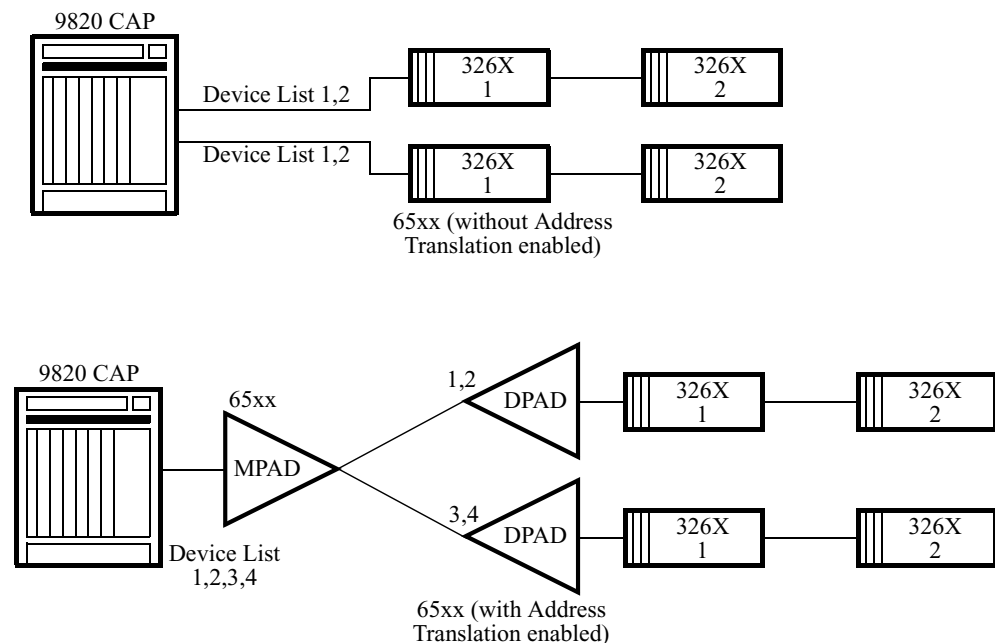 9820 CAP
Device List 1,2
Device List 1,2
326X
1
326X
2
326X
1
326X
2
65xx (without Address
Translation enabled)
9820 CAP
65xx
MPAD
Device List
1,2,3,4
1,2
DPAD
326X
1
326X
2
3,4
DPAD
326X
1
326X
2
65xx (with Address
Translation enabled)